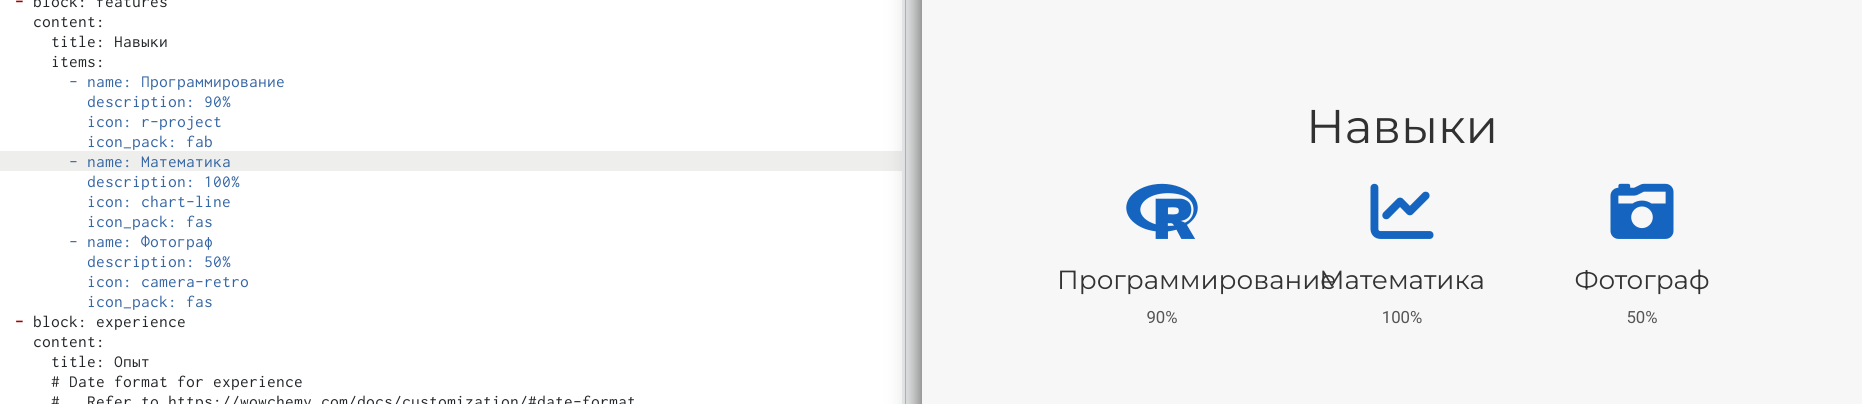 - block: features
content:
title: Навыки
items:
- name: Программирование
description: 90%
icon: r-project
icon_pack: fab
- name: Математика
description: 100%
icon: chart-line
icon_pack: fas
- name: Фотограф
description: 50%
icon: camera-retro
icon_pack: fas
- block: experience
content:
title: Опыт
# Date format for experience
#   Refer to https://wowchemy.com/docs/customization/#date-format
Навыки
R
Программирование Математика Фотограф
90% 100% 50%